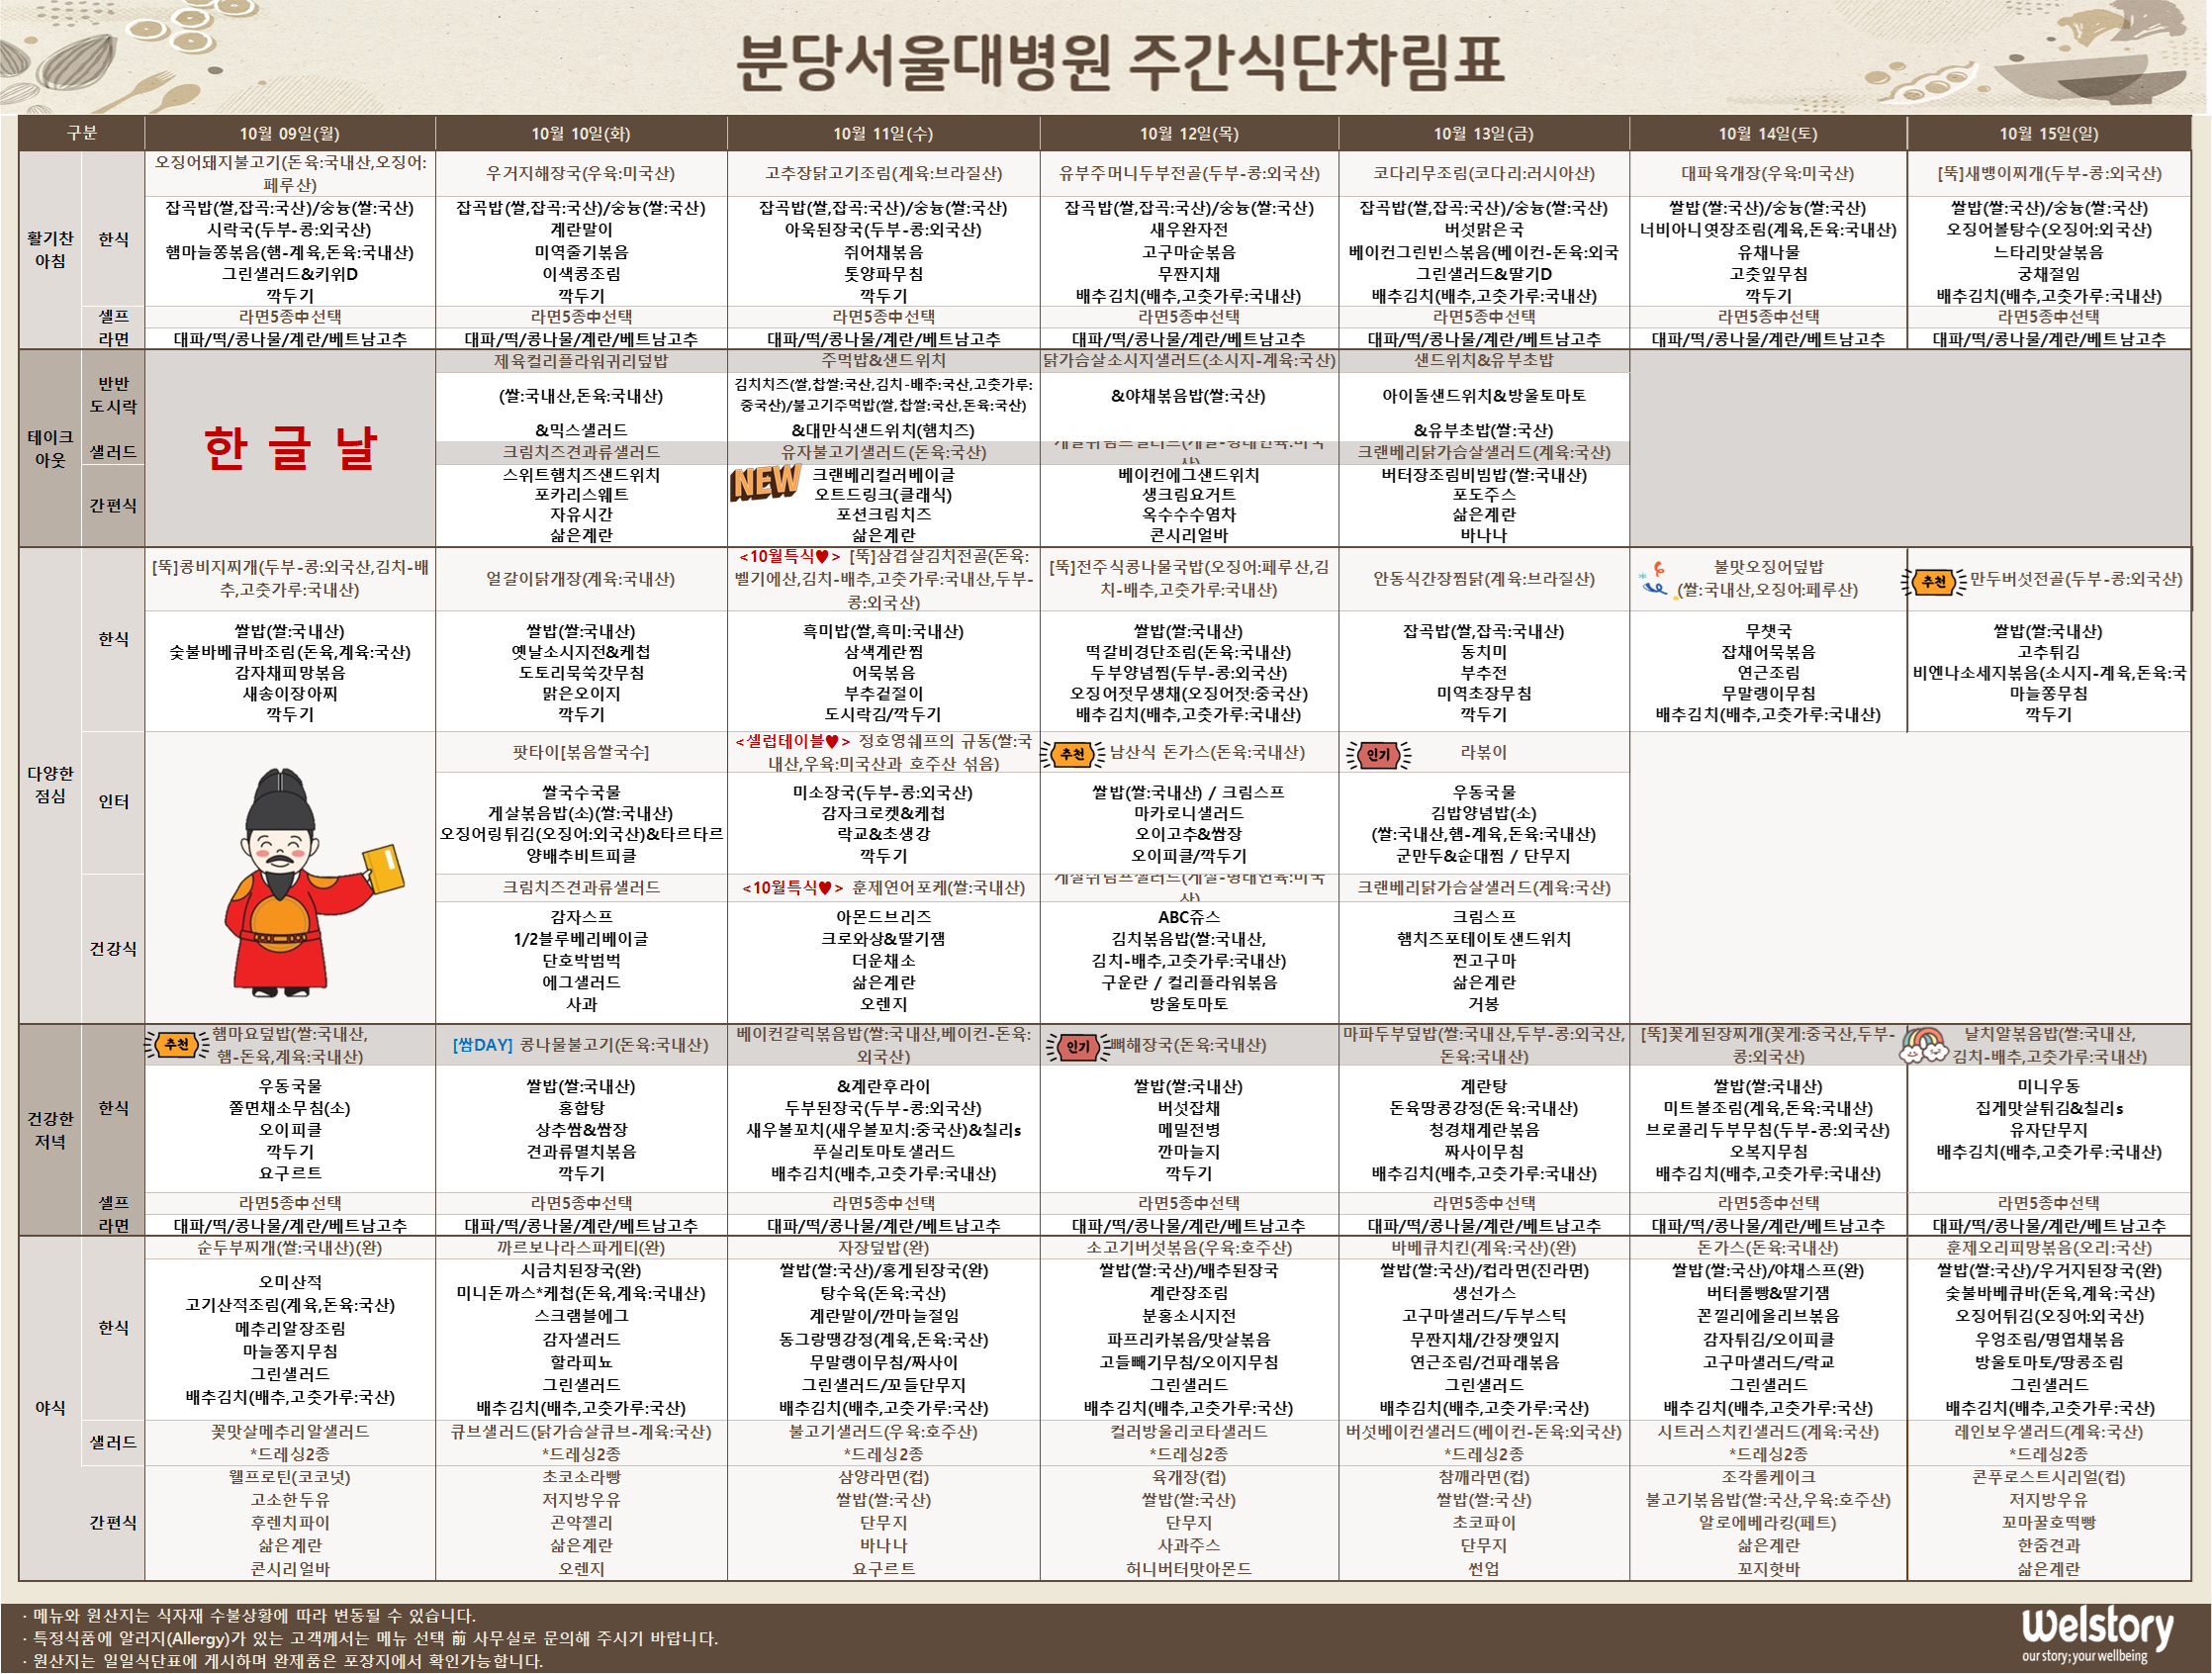 분당서울대병원 주간식단차림표
구분
10월 09일(월)
10월 10일(화)
10월 11일(수)
10월 12일(목)
10월 13일(금)
10월 14일(토)
10월 15일(일)
활기찬
아침
한식
오징어돼지불고기(돈육:국내산,오징어:
페루산)
우거지해장국(우육:미국산)
고추장닭고기조림(계육:브라질산)
유부주머니두부전골(두부-콩:외국산)
코다리무조림(코다리:러시아산)
대파육개장(우육:미국산)
[뚝]새뱅이찌개(두부-콩:외국산)
잡곡밥(쌀,잡곡:국산)/숭늉(쌀:국산)
시락국(두부-콩:외국산)
햄마늘쫑볶음(햄-계육,돈육:국내산)
그린샐러드&키위D
깍두기
잡곡밥(쌀,잡곡:국산)/숭늉(쌀:국산)
계란말이
미역줄기볶음
이색콩조림
깍두기
잡곡밥(쌀,잡곡:국산)/숭늉(쌀:국산)
아욱된장국(두부-콩:외국산)
쥐어채볶음
톳양파무침
깍두기
잡곡밥(쌀,잡곡:국산)/숭늉(쌀:국산)
새우완자전
고구마순볶음
무짠지채
배추김치(배추,고춧가루:국내산)
잡곡밥(쌀,잡곡:국산)/숭늉(쌀:국산)
버섯맑은국
베이컨그린빈스볶음(베이컨-돈육:외국
그린샐러드&딸기D
배추김치(배추,고춧가루:국내산)
쌀밥(쌀:국산)/숭늉(쌀:국산)
너비아니엿장조림(계육,돈육:국내산)
유채나물
고춧잎무침
깍두기
쌀밥(쌀:국산)/숭늉(쌀:국산)
오징어볼탕수(오징어:외국산)
느타리맛살볶음
궁채절임
배추김치(배추,고춧가루:국내산)
셀프
라면
라면5종中선택
라면5종中선택
라면5종中선택
라면5종中선택
라면5종中선택
라면5종中선택
라면5종中선택
대파/떡/콩나물/계란/베트남고추
대파/떡/콩나물/계란/베트남고추
대파/떡/콩나물/계란/베트남고추
대파/떡/콩나물/계란/베트남고추
대파/떡/콩나물/계란/베트남고추
대파/떡/콩나물/계란/베트남고추
대파/떡/콩나물/계란/베트남고추
테이크
아웃
반반
도시락
한글날
제육컬리플라워귀리덮밥
(쌀:국내산,돈육:국내산)
&믹스샐러드
주먹밥&샌드위치
김치치즈(쌀,찹쌀:국산,김치-배추:국산,고춧가루:
중국산)/불고기주먹밥(쌀,찹쌀:국산,돈육:국산)
&대만식샌드위치(햄치즈)
닭가슴살소시지샐러드(소시지-계육:국산)
&야채볶음밥(쌀:국산)
샌드위치&유부초밥
아이돌샌드위치&방울토마토
&유부초밥(쌀:국산)
샐러드
크림치즈견과류샐러드
유자불고기샐러드(돈육:국산)
크랜베리닭가슴살샐러드(계육:국산)
간편식
스위트햄치즈샌드위치
포카리스웨트
자유시간
삶은계란
NEW
크랜베리컬러베이글
오트드링크(클래식)
포션크림치즈
삶은계란
베이컨에그샌드위치
생크림요거트
옥수수수염차
콘시리얼바
버터장조림비빔밥(쌀:국내산)
포도주스
삶은계란
바나나
다양한
점심
한식
[뚝]콩비지찌개(두부-콩:외국산,김치-배
추,고춧가루:국내산)
얼갈이닭개장(계육:국내산)
<10월특식♥> [뚝]삼겹살김치전골(돈육:
벨기에산,김치-배추,고춧가루:국내산,두부-
콩:외국산)
[뚝]전주식콩나물국밥(오징어:페루산,김
치-배추,고춧가루:국내산)
안동식간장찜닭(계육:브라질산)
불맛오징어덮밥
(쌀:국내산,오징어:페루산)
추천
만두버섯전골(두부-콩:외국산)
쌀밥(쌀:국내산)
숯불바베큐바조림(돈육,계육:국산)
감자채피망볶음
새송이장아찌
깍두기
쌀밥(쌀:국내산)
옛날소시지전&케첩
도토리묵쑥갓무침
맑은오이지
깍두기
흑미밥(쌀,흑미:국내산)
삼색계란찜
어묵볶음
부추겉절이
도시락김/깍두기
쌀밥(쌀:국내산)
떡갈비경단조림(돈육:국내산)
두부양념찜(두부-콩:외국산)
오징어젓무생채(오징어젓:중국산)
배추김치(배추,고춧가루:국내산)
잡곡밥(쌀,잡곡:국내산)
동치미
부추전
미역초장무침
깍두기
무챗국
잡채어묵볶음
연근조림
무말랭이무침
배추김치(배추,고춧가루:국내산)
쌀밥(쌀:국내산)
고추튀김
비엔나소세지볶음(소시지-계육,돈육:국
마늘쫑무침
깍두기
인터
팟타이[볶음쌀국수]
<셀럽테이블♥> 정호영쉐프의 규동(쌀:국
내산,우육:미국산과 호주산 섞음)
추천
남산식 돈가스(돈육:국내산)
인기
라볶이
쌀국수국물
게살볶음밥(소)(쌀:국내산)
오징어링튀김(오징어:외국산)&타르타르
양배추비트피클
미소장국(두부-콩:외국산)
감자크로켓&케첩
락교&초생강
깍두기
쌀밥(쌀:국내산) / 크림스프
마카로니샐러드
오이고추&쌈장
오이피클/깍두기
우동국물
김밥양념밥(소)
(쌀:국내산,햄-계육,돈육:국내산)
군만두&순대찜 / 단무지
건강식
크림치즈견과류샐러드
<10월특식♥> 훈제연어포케(쌀:국내산)
크랜베리닭가슴살샐러드(계육:국산)
감자스프
1/2블루베리베이글
단호박범벅
에그샐러드
사과
아몬드브리즈
크로와상&딸기잼
더운채소
삶은계란
오렌지
ABC쥬스
김치볶음밥(쌀:국내산,
김치-배추,고춧가루:국내산)
구운란 / 컬리플라워볶음
방울토마토
크림스프
햄치즈포테이토샌드위치
찐고구마
삶은계란
거봉
건강한
저녁
한식
추천
햄마요덮밥(쌀:국내산,
햄-돈육,계육:국내산)
[쌈DAY] 콩나물불고기(돈육:국내산)
베이컨갈릭볶음밥(쌀:국내산,베이컨-돈육:
외국산)
인기
뼈해장국(돈육:국내산)
마파두부덮밥(쌀:국내산,두부-콩:외국산,
돈육:국내산)
[뚝]꽃게된장찌개(꽃게:중국산,두부-
콩:외국산)
날치알볶음밥(쌀:국내산,
김치-배추,고춧가루:국내산)
우동국물
쫄면채소무침(소)
오이피클
깍두기
요구르트
쌀밥(쌀:국내산)
홍합탕
상추쌈&쌈장
견과류멸치볶음
깍두기
&계란후라이
두부된장국(두부-콩:외국산)
새우볼꼬치(새우볼꼬치:중국산)&칠리s
푸실리토마토샐러드
배추김치(배추,고춧가루:국내산)
쌀밥(쌀:국내산)
버섯잡채
메밀전병
깐마늘지
깍두기
계란탕
돈육땅콩강정(돈육:국내산)
청경채계란볶음
짜사이무침
배추김치(배추,고춧가루:국내산)
쌀밥(쌀:국내산)
미트볼조림(계육,돈육:국내산)
브로콜리두부무침(두부-콩:외국산)
오복지무침
배추김치(배추,고춧가루:국내산)
미니우동
집게맛살튀김&칠리s
유자단무지
배추김치(배추,고춧가루:국내산)
셀프
라면
라면5종中선택
라면5종中선택
라면5종中선택
라면5종中선택
라면5종中선택
라면5종中선택
라면5종中선택
대파/떡/콩나물/계란/베트남고추
대파/떡/콩나물/계란/베트남고추
대파/떡/콩나물/계란/베트남고추
대파/떡/콩나물/계란/베트남고추
대파/떡/콩나물/계란/베트남고추
대파/떡/콩나물/계란/베트남고추
대파/떡/콩나물/계란/베트남고추
야식
한식
순두부찌개(쌀:국내산)(완)
까르보나라스파게티(완)
자장덮밥(완)
소고기버섯볶음(우육:호주산)
바베큐치킨(계육:국산)(완)
돈가스(돈육:국내산)
훈제오리피망볶음(오리:국산)
오미산적
고기산적조림(계육,돈육:국산)
메추리알장조림
마늘쫑지무침
그린샐러드
배추김치(배추,고춧가루:국산)
시금치된장국(완)
미니돈까스*케첩(돈육,계육:국내산)
스크램블에그
감자샐러드
할라피뇨
그린샐러드
배추김치(배추,고춧가루:국산)
쌀밥(쌀:국산)/홍게된장국(완)
탕수육(돈육:국산)
계란말이/깐마늘절임
동그랑땡강정(계육,돈육:국산)
무말랭이무침/짜사이
그린샐러드/꼬들단무지
배추김치(배추,고춧가루:국산)
쌀밥(쌀:국산)/배추된장국
계란장조림
분홍소시지전
파프리카볶음/맛살볶음
고들빼기무침/오이지무침
그린샐러드
배추김치(배추,고춧가루:국산)
쌀밥(쌀:국산)/컵라면(진라면)
생선가스
고구마샐러드/두부스틱
무짠지채/간장깻잎지
연근조림/건파래볶음
그린샐러드
배추김치(배추,고춧가루:국산)
쌀밥(쌀:국산)/야채스프(완)
버터롤빵&딸기잼
꼰낄리에올리브볶음
감자튀김/오이피클
고구마샐러드/락교
그린샐러드
배추김치(배추,고춧가루:국산)
쌀밥(쌀:국산)/우거지된장국(완)
숯불바베큐바(돈육,계육:국산)
오징어튀김(오징어:외국산)
우엉조림/명엽채볶음
방울토마토/땅콩조림
그린샐러드
배추김치(배추,고춧가루:국산)
샐러드
꽃맛살메추리알샐러드
*드레싱2종
큐브샐러드(닭가슴살큐브-계육:국산)
*드레싱2종
불고기샐러드(우육:호주산)
*드레싱2종
컬러방울리코타샐러드
*드레싱2종
버섯베이컨샐러드(베이컨-돈육:외국산)
*드레싱2종
시트러스치킨샐러드(계육:국산)
*드레싱2종
레인보우샐러드(계육:국산)
*드레싱2종
간편식
웰프로틴(코코넛)
고소한두유
후렌치파이
삶은계란
콘시리얼바
초코소라빵
저지방우유
곤약젤리
삶은계란
오렌지
삼양라면(컵)
쌀밥(쌀:국산)
단무지
바나나
요구르트
육개장(컵)
쌀밥(쌀:국산)
단무지
사과주스
허니버터맛아몬드
참깨라면(컵)
쌀밥(쌀:국산)
초코파이
단무지
썬업
조각롤케이크
불고기볶음밥(쌀:국산,우육:호주산)
알로에베라킹(페트)
삶은계란
꼬지핫바
콘푸로스트시리얼(컵)
저지방우유
꼬마꿀호떡빵
한줌견과
삶은계란
· 메뉴와 원산지는 식자재 수불상황에 따라 변동될 수 있습니다.
· 특정식품에 알러지(Allergy)가 있는 고객께서는 메뉴 선택 前 사무실로 문의해 주시기 바랍니다.
· 원산지는 일일식단표에 게시하며 완제품은 포장지에서 확인가능합니다.
Welstory
our story; your wellbeing